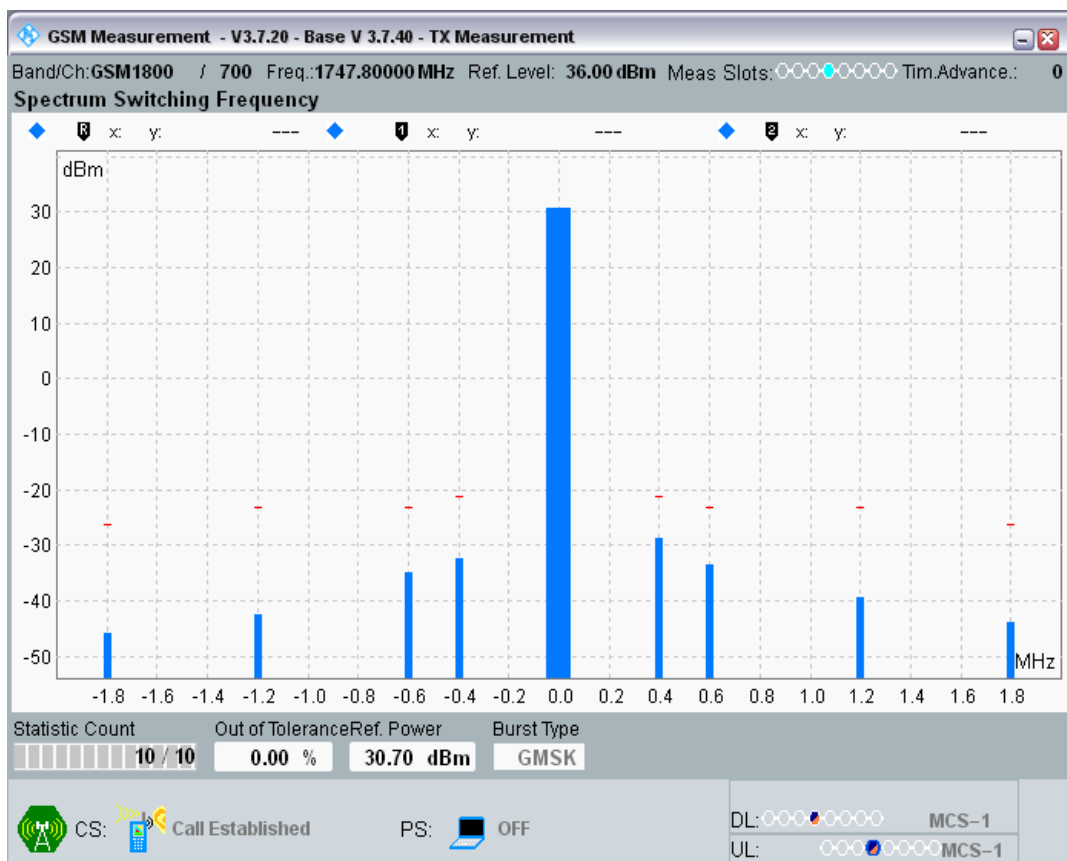 GSM Measurement - V3.7.20 - Base V 3.7.40 - TX Measurement
Band/Ch:GSM1800 / 700 Freq.:1747.80000 MHz Ref. Level: 36.00 dBm Meas Slots: Tim.Advance.: 0
Spectrum Switching Frequency
R x: y: --- 1 x: y: --- 2 x: y: ---
dBm
30
20
10
0
-10
-20
-30
-40
-50
MHz
-1.8 -1.6 -1.4 -1.2 -1.0 -0.8 -0.6 -0.4 -0.2 0.0 0.2 0.4 0.6 0.8 1.0 1.2 1.4 1.6 1.8
Statistic Count Out of Tolerance Ref. Power Burst Type
10 / 10 0.00 % 30.70 dBm GMSK
CS: Call Established PS: OFF
DL: MCS-1
UL: MCS-1